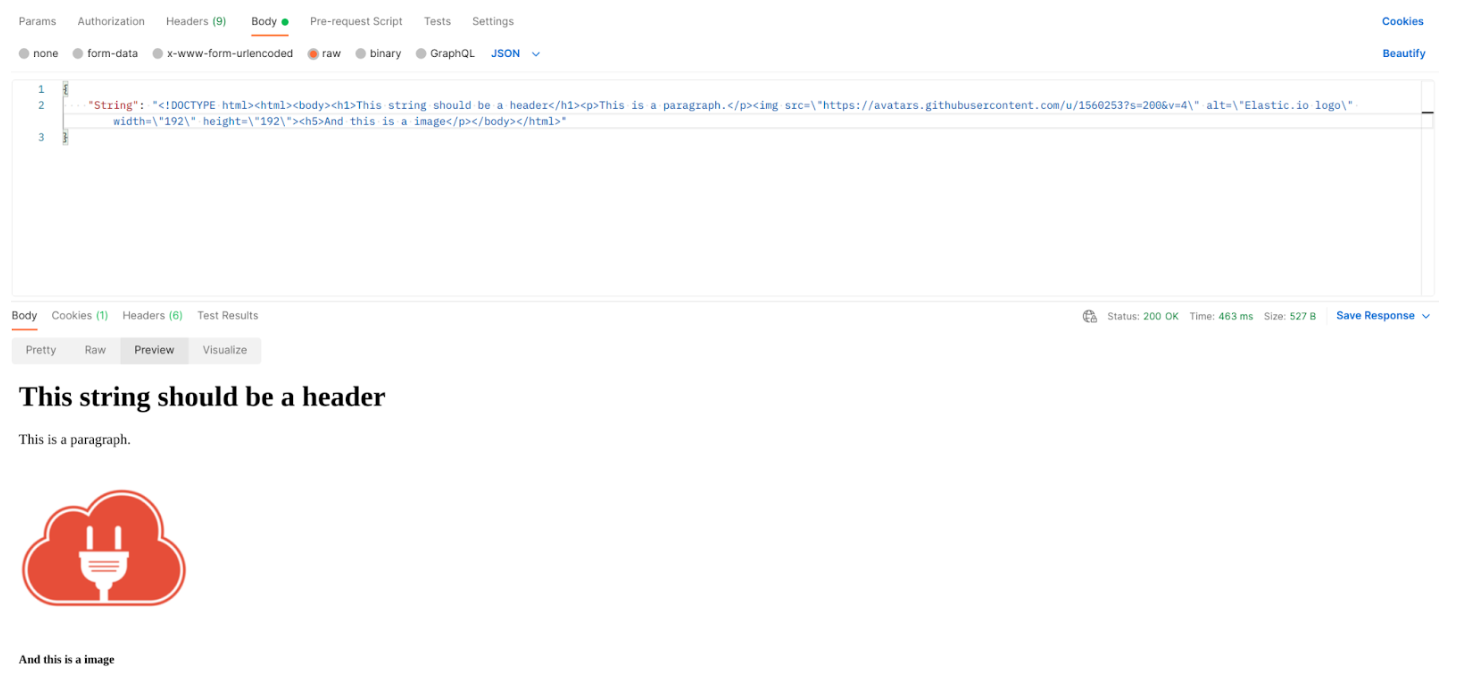 Params Authorization Headers (9) Body Pre-request Script Tests Settings Cookies
none form-data x-www-form-urlencoded raw binary GraphQL JSON Beautify
1 {
2 "String": "<!DOCTYPE html><html><body><h1>This string should be a header</h1><p>This is a paragraph.</p><img src=\"https://avatars.githubusercontent.com/u/1560253?s=200&v=4\" alt=\"Elastic.io logo\"
width=\"192\" height=\"192\"><h5>And this is a image</p></body></html>"
3 }
Body Cookies (1) Headers (6) Test Results Status: 200 OK Time: 463 ms Size: 527 B Save Response
Pretty Raw Preview Visualize
This string should be a header
This is a paragraph.
And this is a image